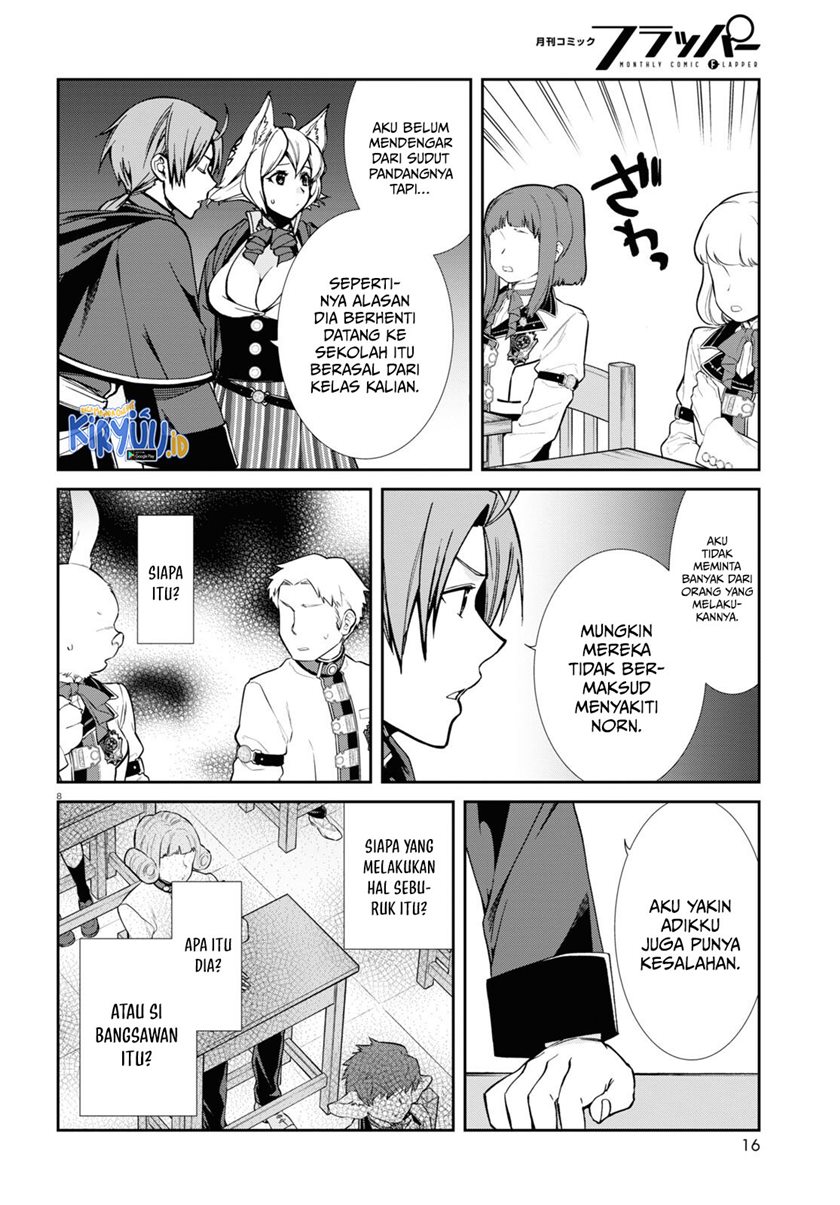 月刊コミック
フラッパー
MONTHLY COMIC FLAPPER
ざわっ
AKU BELUM
MENDENGAR
DARI SUDUT
PANDANGNYA
TAPI...
SEPERTI-
NYA ALASAN
DIA BERHENTI
DATANG KE
SEKOLAH ITU
BERASAL DARI
KELAS KALIAN.
KIRYUU.ID
Google Play
AKU
TIDAK
MEMINTA
BANYAK DARI
ORANG YANG
MELAKU-
KANNYA.
MUNGKIN
MEREKA
TIDAK BER-
MAKSUD
MENYAKITI
NORN.
SIAPA
ITU?
8
AKU YAKIN
ADIKKU
JUGA PUNYA
KESALAHAN.
SIAPA YANG
MELAKUKAN
HAL SEBU-
RUK ITU?
APA ITU
DIA?
ATAU SI
BANGSAWAN
ITU?
16